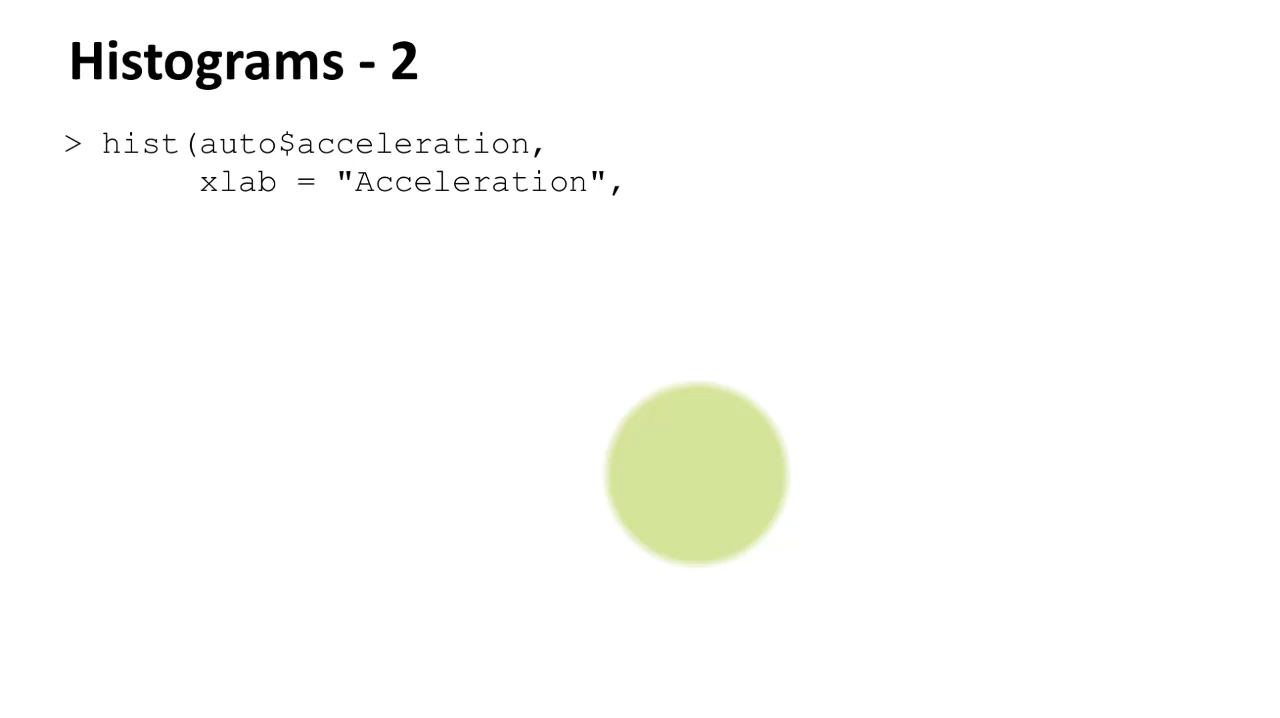 Histograms - 2
> hist(auto$acceleration,
xlab = "Acceleration",